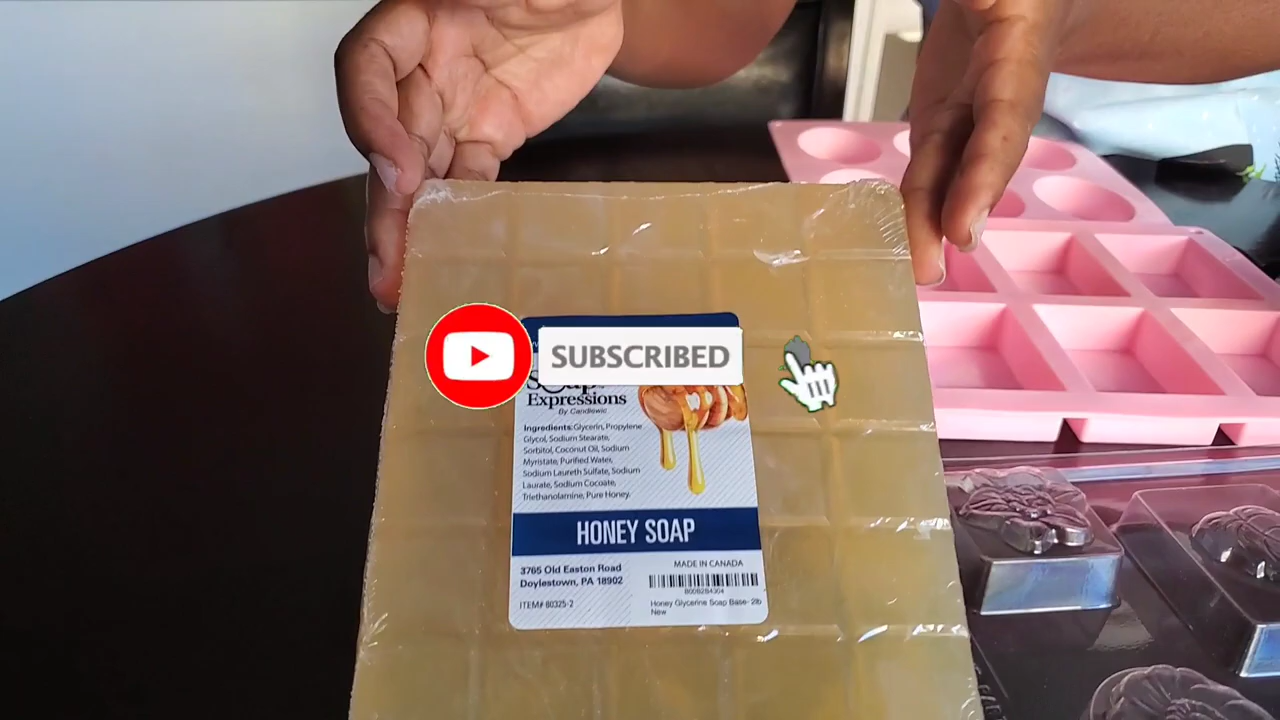 SUBSCRIBED
Soap
Expressions
By Candlewic
Ingredients:Glycerin, Propylene
Glycol, Sodium Stearate,
Sorbitol, Coconut Oil, Sodium
Myristate, Purified Water,
Sodium Laureth Sulfate, Sodium
Laurate, Sodium Cocoate,
Triethanolamine, Pure Honey.
HONEY SOAP
3765 Old Easton Road
Doylestown, PA 18902
ITEM# 80325-2
MADE IN CANADA
B00B2B4304
Honey Glycerine Soap Base- 2lb
New